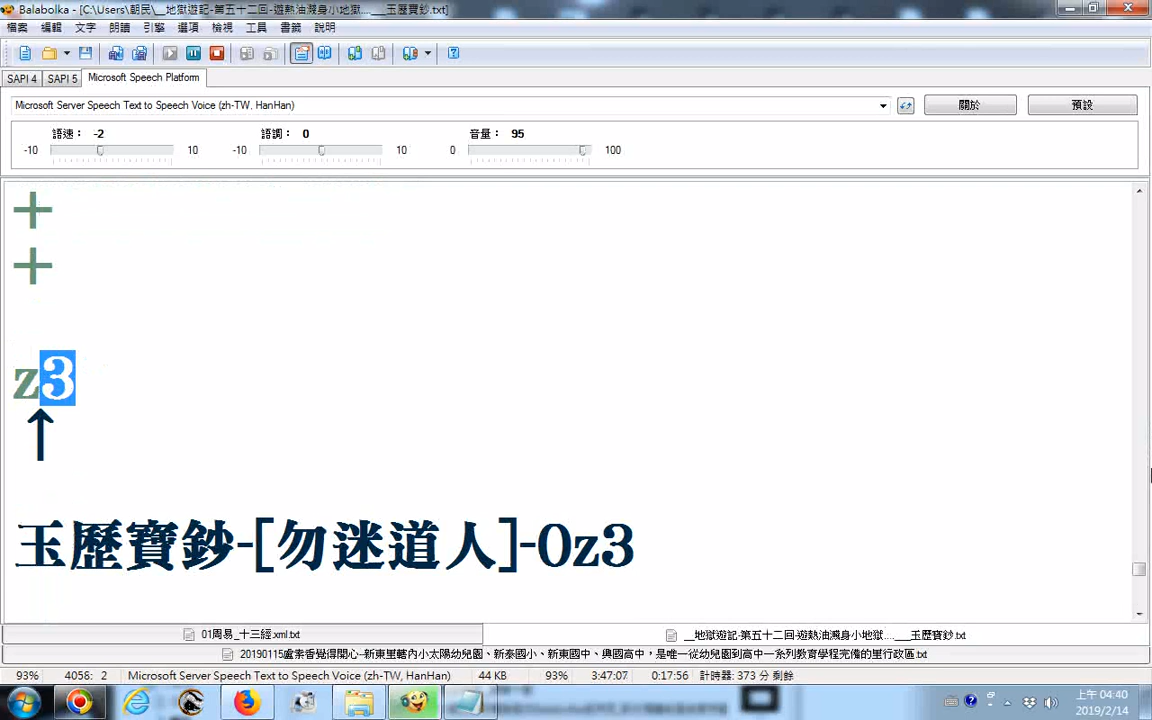 Balabolka - [C:\Users\朝民\__地獄遊記-第五十二回-遊熱油濺身小地獄...___玉歷寶鈔.txt]
檔案 編輯 文字 朗讀 引擎 選項 檢視 工具 書籤 說明
SAPI 4 SAPI 5 Microsoft Speech Platform
Microsoft Server Speech Text to Speech Voice (zh-TW, HanHan) 關於 預設
語速： -2 語調： 0 音量： 95
-10 10 -10 10 0 100
+
+
z3
↑
玉歷寶鈔-[勿迷道人]-0z3
01周易_十三經.xml.txt __地獄遊記-第五十二回-遊熱油濺身小地獄...___玉歷寶鈔.txt
20190115盧素香覺得開心-新東里轄內小太陽幼兒園、新泰國小、新東國中、興國高中，是唯一從幼兒園到高中一系列教育學程完備的里行政區.txt
93% 4058: 2 Microsoft Server Speech Text to Speech Voice (zh-TW, HanHan) 44 KB 93% 3:47:07 0:17:56 計時器: 373 分 剩餘
上午 04:40
2019/2/14